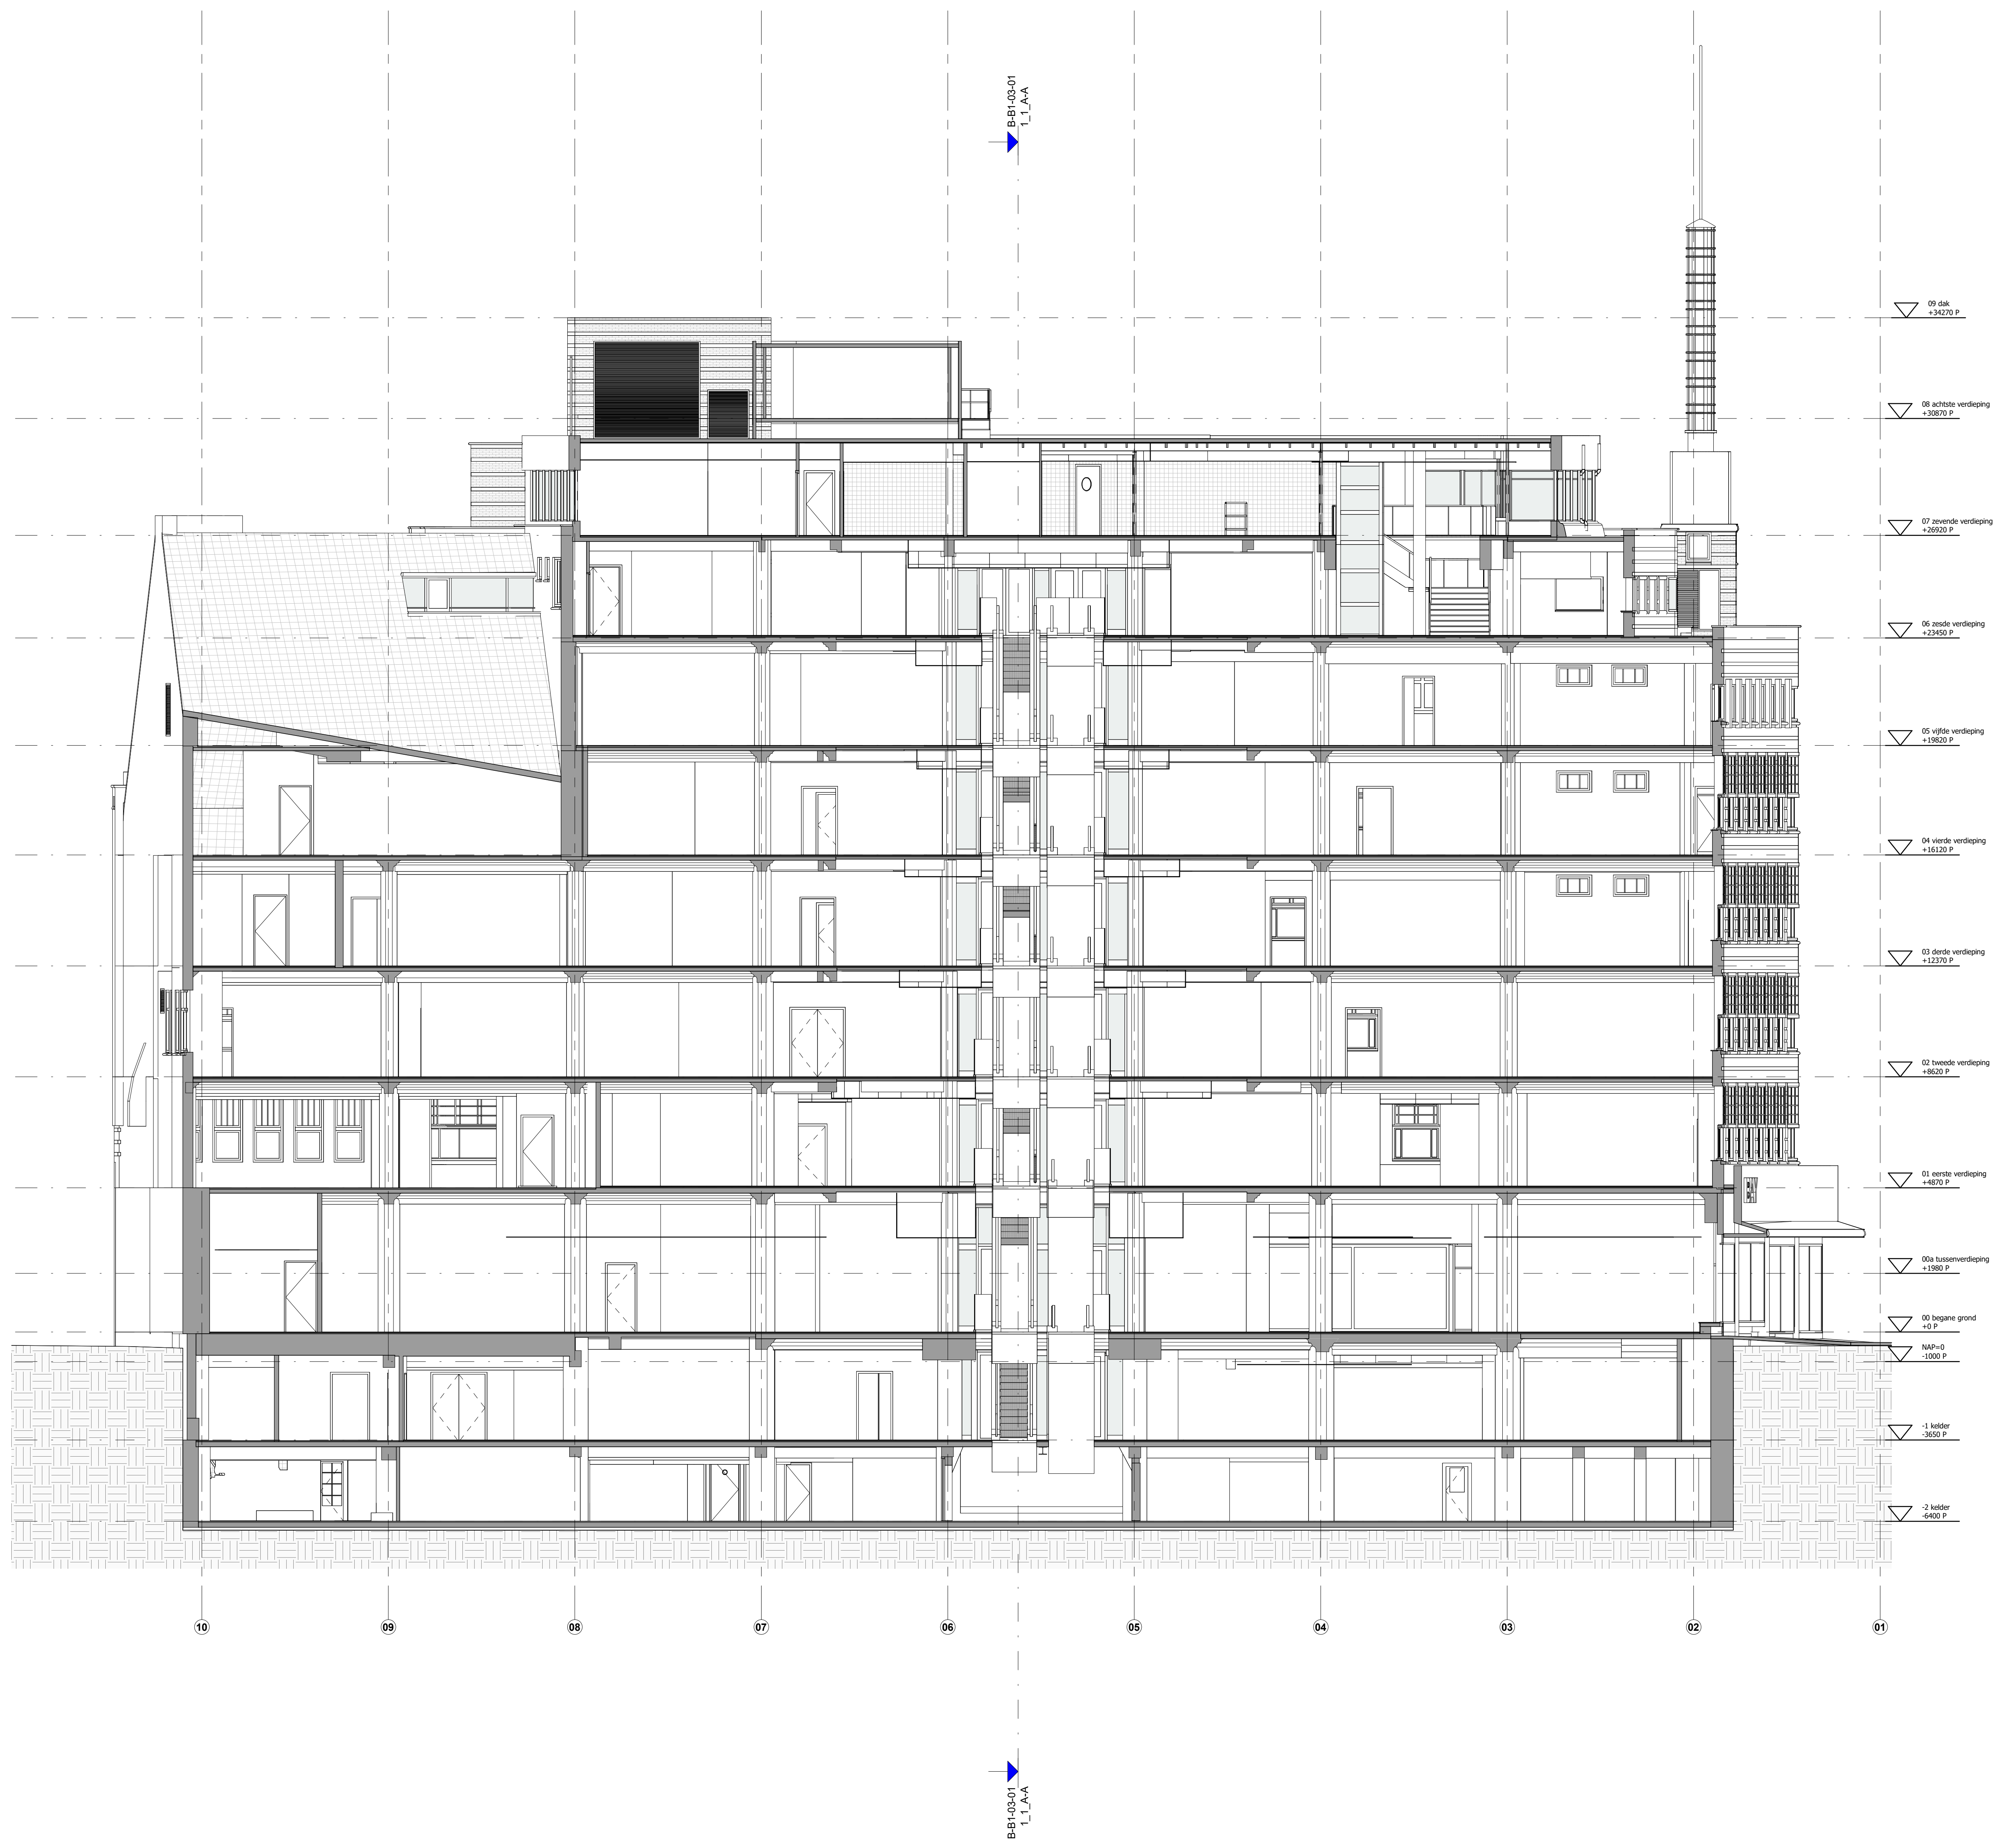 B-B1-03-01
1_1_A-A
09 dak
+34270 P
08 achtste verdieping
+30870 P
07 zevende verdieping
+26920 P
06 zesde verdieping
+23450 P
05 vijfde verdieping
+19820 P
04 vierde verdieping
+16120 P
03 derde verdieping
+12370 P
02 tweede verdieping
+8620 P
01 eerste verdieping
+4870 P
00a tussenverdieping
+1980 P
00 begane grond
+0 P
NAP=0
-1000 P
-1 kelder
-3650 P
-2 kelder
-6400 P
10 09 08 07 06 05 04 03 02 01
B-B1-03-01
1_1_A-A